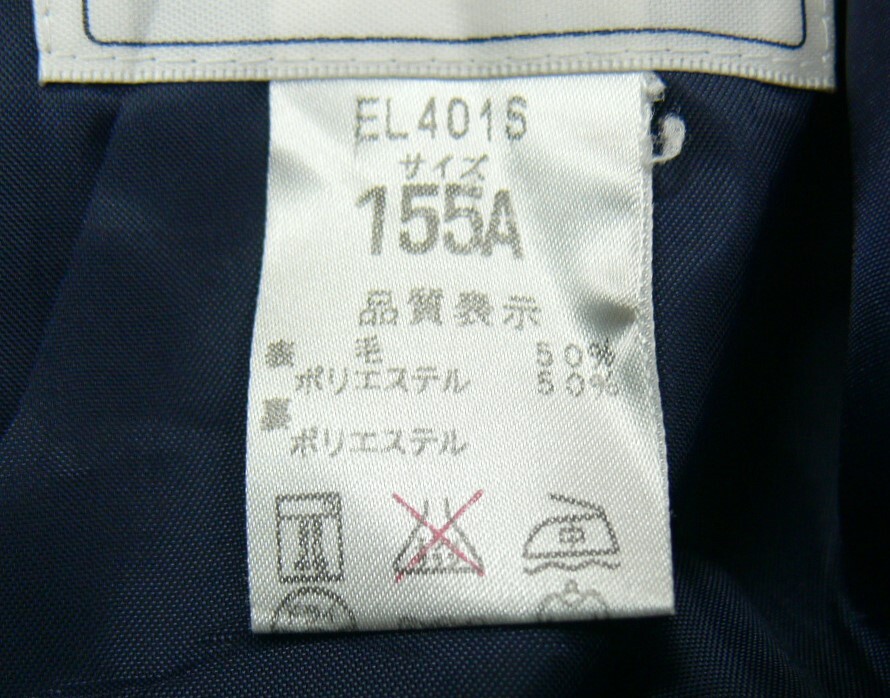 EL401S
サイズ
155A
品質表示
表 毛 50%
ポリエステル 50%
裏
ポリエステル
中